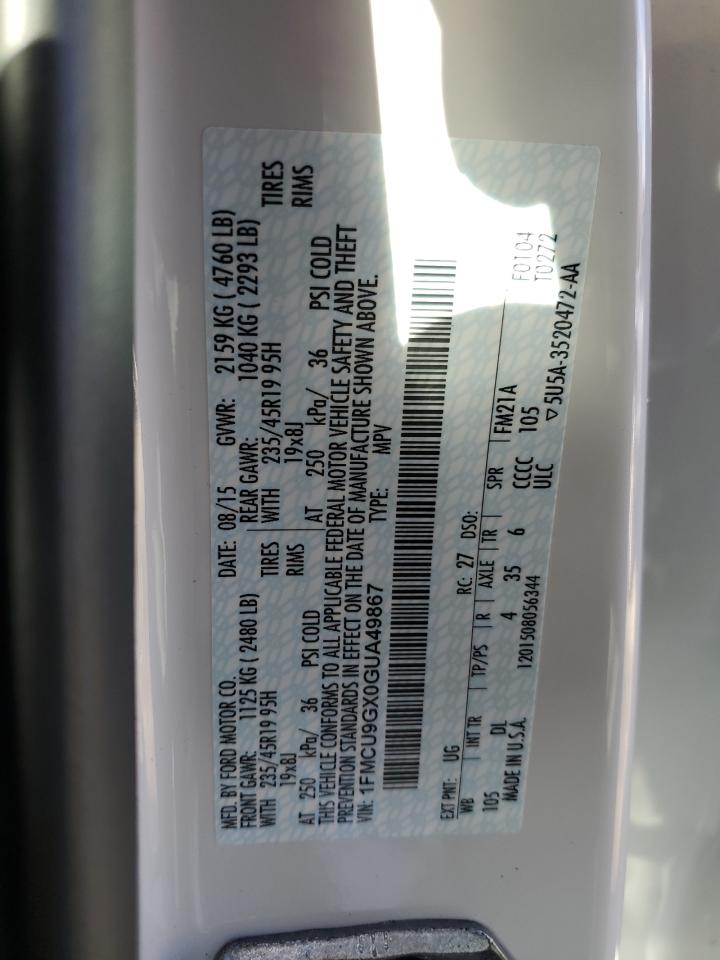 MFD. BY FORD MOTOR CO.
DATE: 08/15 GVWR: 2159 KG ( 4760 LB)
FRONT GAWR: 1125 KG ( 2480 LB)
REAR GAWR: 1040 KG ( 2293 LB)
WITH 235/45R19 95H TIRES
WITH 235/45R19 95H TIRES
19x8J RIMS
19x8J RIMS
AT 250 kPa/ 36 PSI COLD
AT 250 kPa/ 36 PSI COLD
THIS VEHICLE CONFORMS TO ALL APPLICABLE FEDERAL MOTOR VEHICLE SAFETY AND THEFT
PREVENTION STANDARDS IN EFFECT ON THE DATE OF MANUFACTURE SHOWN ABOVE.
VIN: 1FMCU9GX0GUA49867 TYPE: MPV
EXT PNT: UG RC: 27 DSO:
WB INT TR TP/PS R AXLE TR SPR FM21A F0104
105 DL 4 35 6 CCCC 105 T0272
MADE IN U.S.A. 1201508056344 ULC
▽5U5A-3520472-AA